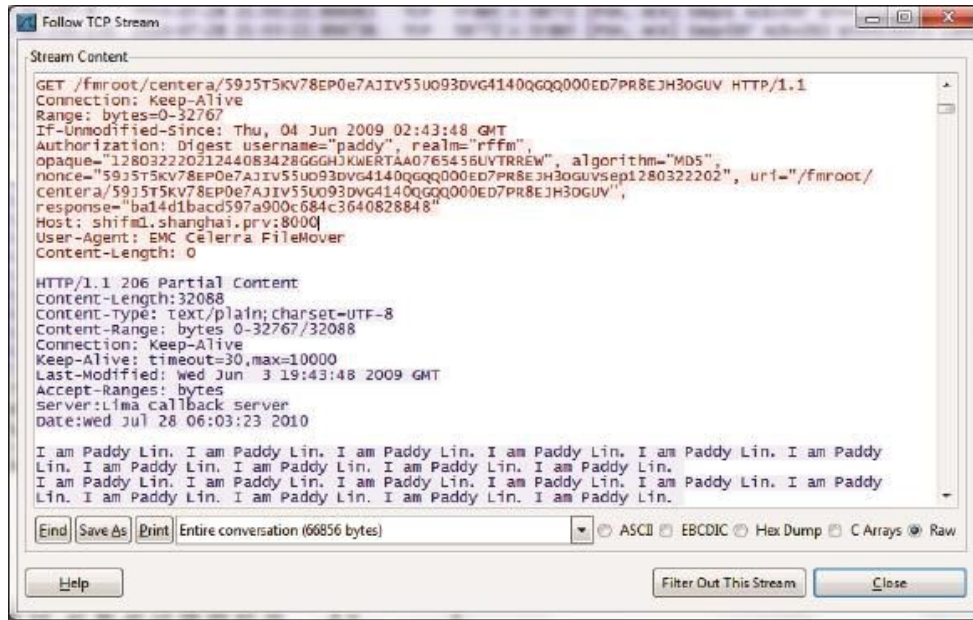 Follow TCP Stream
Stream Content
GET /fmroot/centera/59J5T5KV78EP0e7AJIV55UO93DVG4140QGQQ000ED7PR8EJH3OGUV HTTP/1.1
Connection: Keep-Alive
Range: bytes=0-32767
If-Unmodified-Since: Thu, 04 Jun 2009 02:43:48 GMT
Authorization: Digest username="paddy", realm="rffm",
opaque="12803222021244083428GGGHJKWERTAA0765456UYTRREW", algorithm="MD5",
nonce="59J5T5KV78EP0e7AJIV55UO93DVG4140QGQQ000ED7PR8EJH3OGUVsep1280322202", uri="/fmroot/
centera/59J5T5KV78EP0e7AJIV55UO93DVG4140QGQQ000ED7PR8EJH3OGUV",
response="ba14d1bacd597a900c684c3640828848"
Host: shifm1.shanghai.prv:8000
User-Agent: EMC Celerra FileMover
Content-Length: 0
HTTP/1.1 206 Partial Content
Content-Length:32088
Content-Type: text/plain;charset=UTF-8
Content-Range: bytes 0-32767/32088
Connection: Keep-Alive
Keep-Alive: timeout=30,max=10000
Last-Modified: Wed Jun  3 19:43:48 2009 GMT
Accept-Ranges: bytes
Server:Lima Callback Server
Date:Wed Jul 28 06:03:23 2010
I am Paddy Lin. I am Paddy Lin. I am Paddy Lin. I am Paddy Lin. I am Paddy Lin. I am Paddy
Lin. I am Paddy Lin. I am Paddy Lin. I am Paddy Lin. I am Paddy Lin.
I am Paddy Lin. I am Paddy Lin. I am Paddy Lin. I am Paddy Lin. I am Paddy Lin. I am Paddy
Lin. I am Paddy Lin. I am Paddy Lin. I am Paddy Lin. I am Paddy Lin.
Find Save As Print Entire conversation (66856 bytes) ASCII EBCDIC Hex Dump C Arrays Raw
Help Filter Out This Stream Close